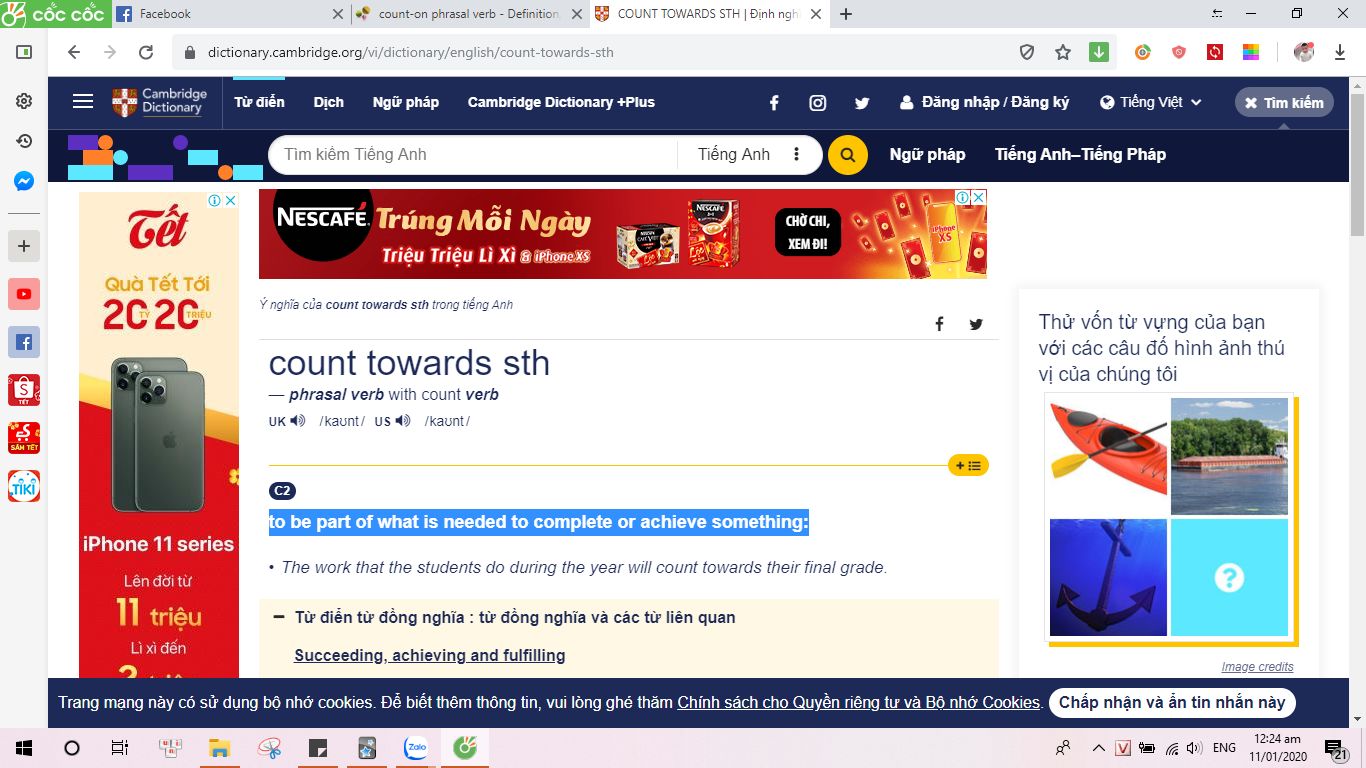 cốc cốc
Facebook
count-on phrasal verb - Definition,
COUNT TOWARDS STH | Định ngh
dictionary.cambridge.org/vi/dictionary/english/count-towards-sth
Cambridge
Dictionary
Từ điển
Dịch
Ngữ pháp
Cambridge Dictionary +Plus
Đăng nhập / Đăng ký
Tiếng Việt
Tìm kiếm
Tìm kiếm Tiếng Anh
Tiếng Anh
Ngữ pháp
Tiếng Anh–Tiếng Pháp
Tết
Quà Tết Tới
20 TỶ 20 TRIỆU
iPhone 11 series
Lên đời từ
11 triệu
Lì xì đến
NESCAFÉ.
Trúng Mỗi Ngày
Triệu Triệu Lì Xì & iPhone XS
NESCAFÉ
CHỜ CHI,
XEM ĐI!
iPhone
XS
Ý nghĩa của count towards sth trong tiếng Anh
count towards sth
— phrasal verb with count verb
UK /kaʊnt/ US /kaʊnt/
C2
to be part of what is needed to complete or achieve something:
• The work that the students do during the year will count towards their final grade.
Từ điển từ đồng nghĩa : từ đồng nghĩa và các từ liên quan
Succeeding, achieving and fulfilling
Thử vốn từ vựng của bạn
với các câu đố hình ảnh thú
vị của chúng tôi
Image credits
TẾT
SẮM TẾT
TIKI
Trang mạng này có sử dụng bộ nhớ cookies. Để biết thêm thông tin, vui lòng ghé thăm Chính sách cho Quyền riêng tư và Bộ nhớ Cookies.
Chấp nhận và ẩn tin nhắn này
Zalo
V
ENG
12:24 am
11/01/2020
21